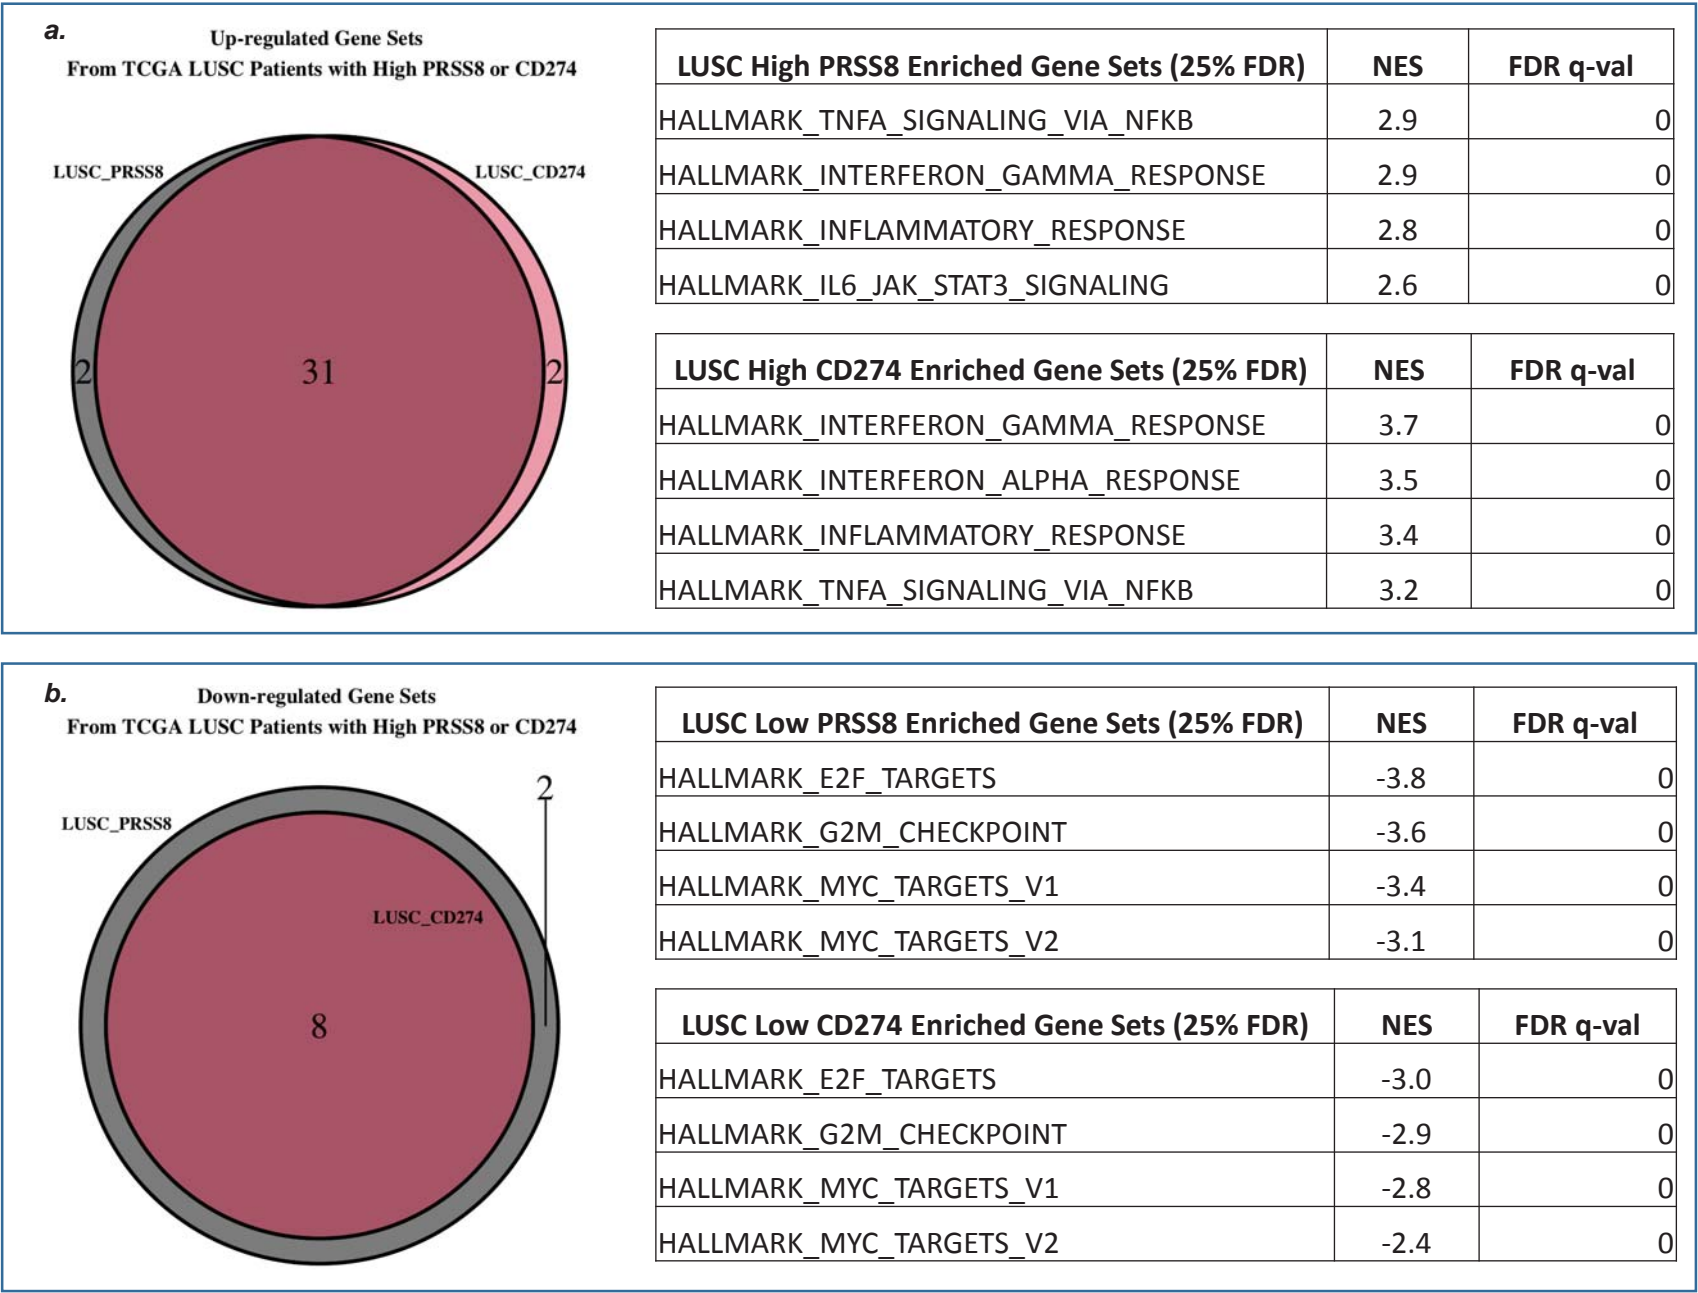 a.
Up-regulated Gene Sets
From TCGA LUSC Patients with High PRSS8 or CD274
LUSC_PRSS8
LUSC_CD274
2
31
2
LUSC High PRSS8 Enriched Gene Sets (25% FDR) NES FDR q-val
HALLMARK_TNFA_SIGNALING_VIA_NFKB 2.9 0
HALLMARK_INTERFERON_GAMMA_RESPONSE 2.9 0
HALLMARK_INFLAMMATORY_RESPONSE 2.8 0
HALLMARK_IL6_JAK_STAT3_SIGNALING 2.6 0
LUSC High CD274 Enriched Gene Sets (25% FDR) NES FDR q-val
HALLMARK_INTERFERON_GAMMA_RESPONSE 3.7 0
HALLMARK_INTERFERON_ALPHA_RESPONSE 3.5 0
HALLMARK_INFLAMMATORY_RESPONSE 3.4 0
HALLMARK_TNFA_SIGNALING_VIA_NFKB 3.2 0
b.
Down-regulated Gene Sets
From TCGA LUSC Patients with High PRSS8 or CD274
2
LUSC_PRSS8
LUSC_CD274
8
LUSC Low PRSS8 Enriched Gene Sets (25% FDR) NES FDR q-val
HALLMARK_E2F_TARGETS -3.8 0
HALLMARK_G2M_CHECKPOINT -3.6 0
HALLMARK_MYC_TARGETS_V1 -3.4 0
HALLMARK_MYC_TARGETS_V2 -3.1 0
LUSC Low CD274 Enriched Gene Sets (25% FDR) NES FDR q-val
HALLMARK_E2F_TARGETS -3.0 0
HALLMARK_G2M_CHECKPOINT -2.9 0
HALLMARK_MYC_TARGETS_V1 -2.8 0
HALLMARK_MYC_TARGETS_V2 -2.4 0